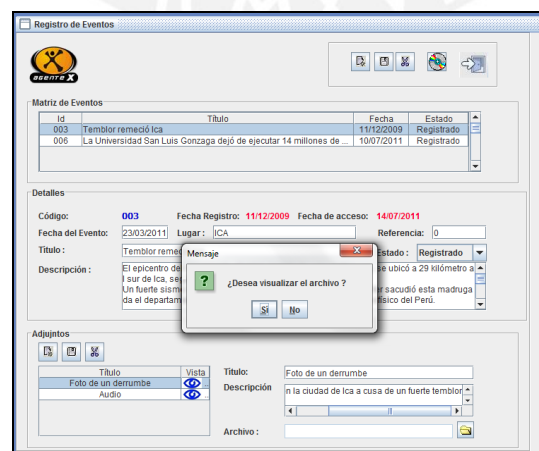 Registro de Eventos
agente X
Matriz de Eventos
Id Título Fecha Estado
003 Temblor remeció Ica 11/12/2009 Registrado
006 La Universidad San Luis Gonzaga dejó de ejecutar 14 millones de ... 10/07/2011 Registrado
Detalles
Código: 003 Fecha Registro: 11/12/2009 Fecha de acceso: 14/07/2011
Fecha del Evento: 23/03/2011 Lugar: ICA Referencia: 0
Título: Temblor remec Estado: Registrado
Descripción: El epicentro de se ubicó a 29 kilómetro a
l sur de Ica, se
Un fuerte sism r sacudió esta madruga
da el departam físico del Perú.
Mensaje
¿Desea visualizar el archivo ?
Sí No
Adjuntos
Título Vista
Foto de un derrumbe ...
Audio ...
Titulo: Foto de un derrumbe
Descripción n la ciudad de Ica a cusa de un fuerte temblor
Archivo: